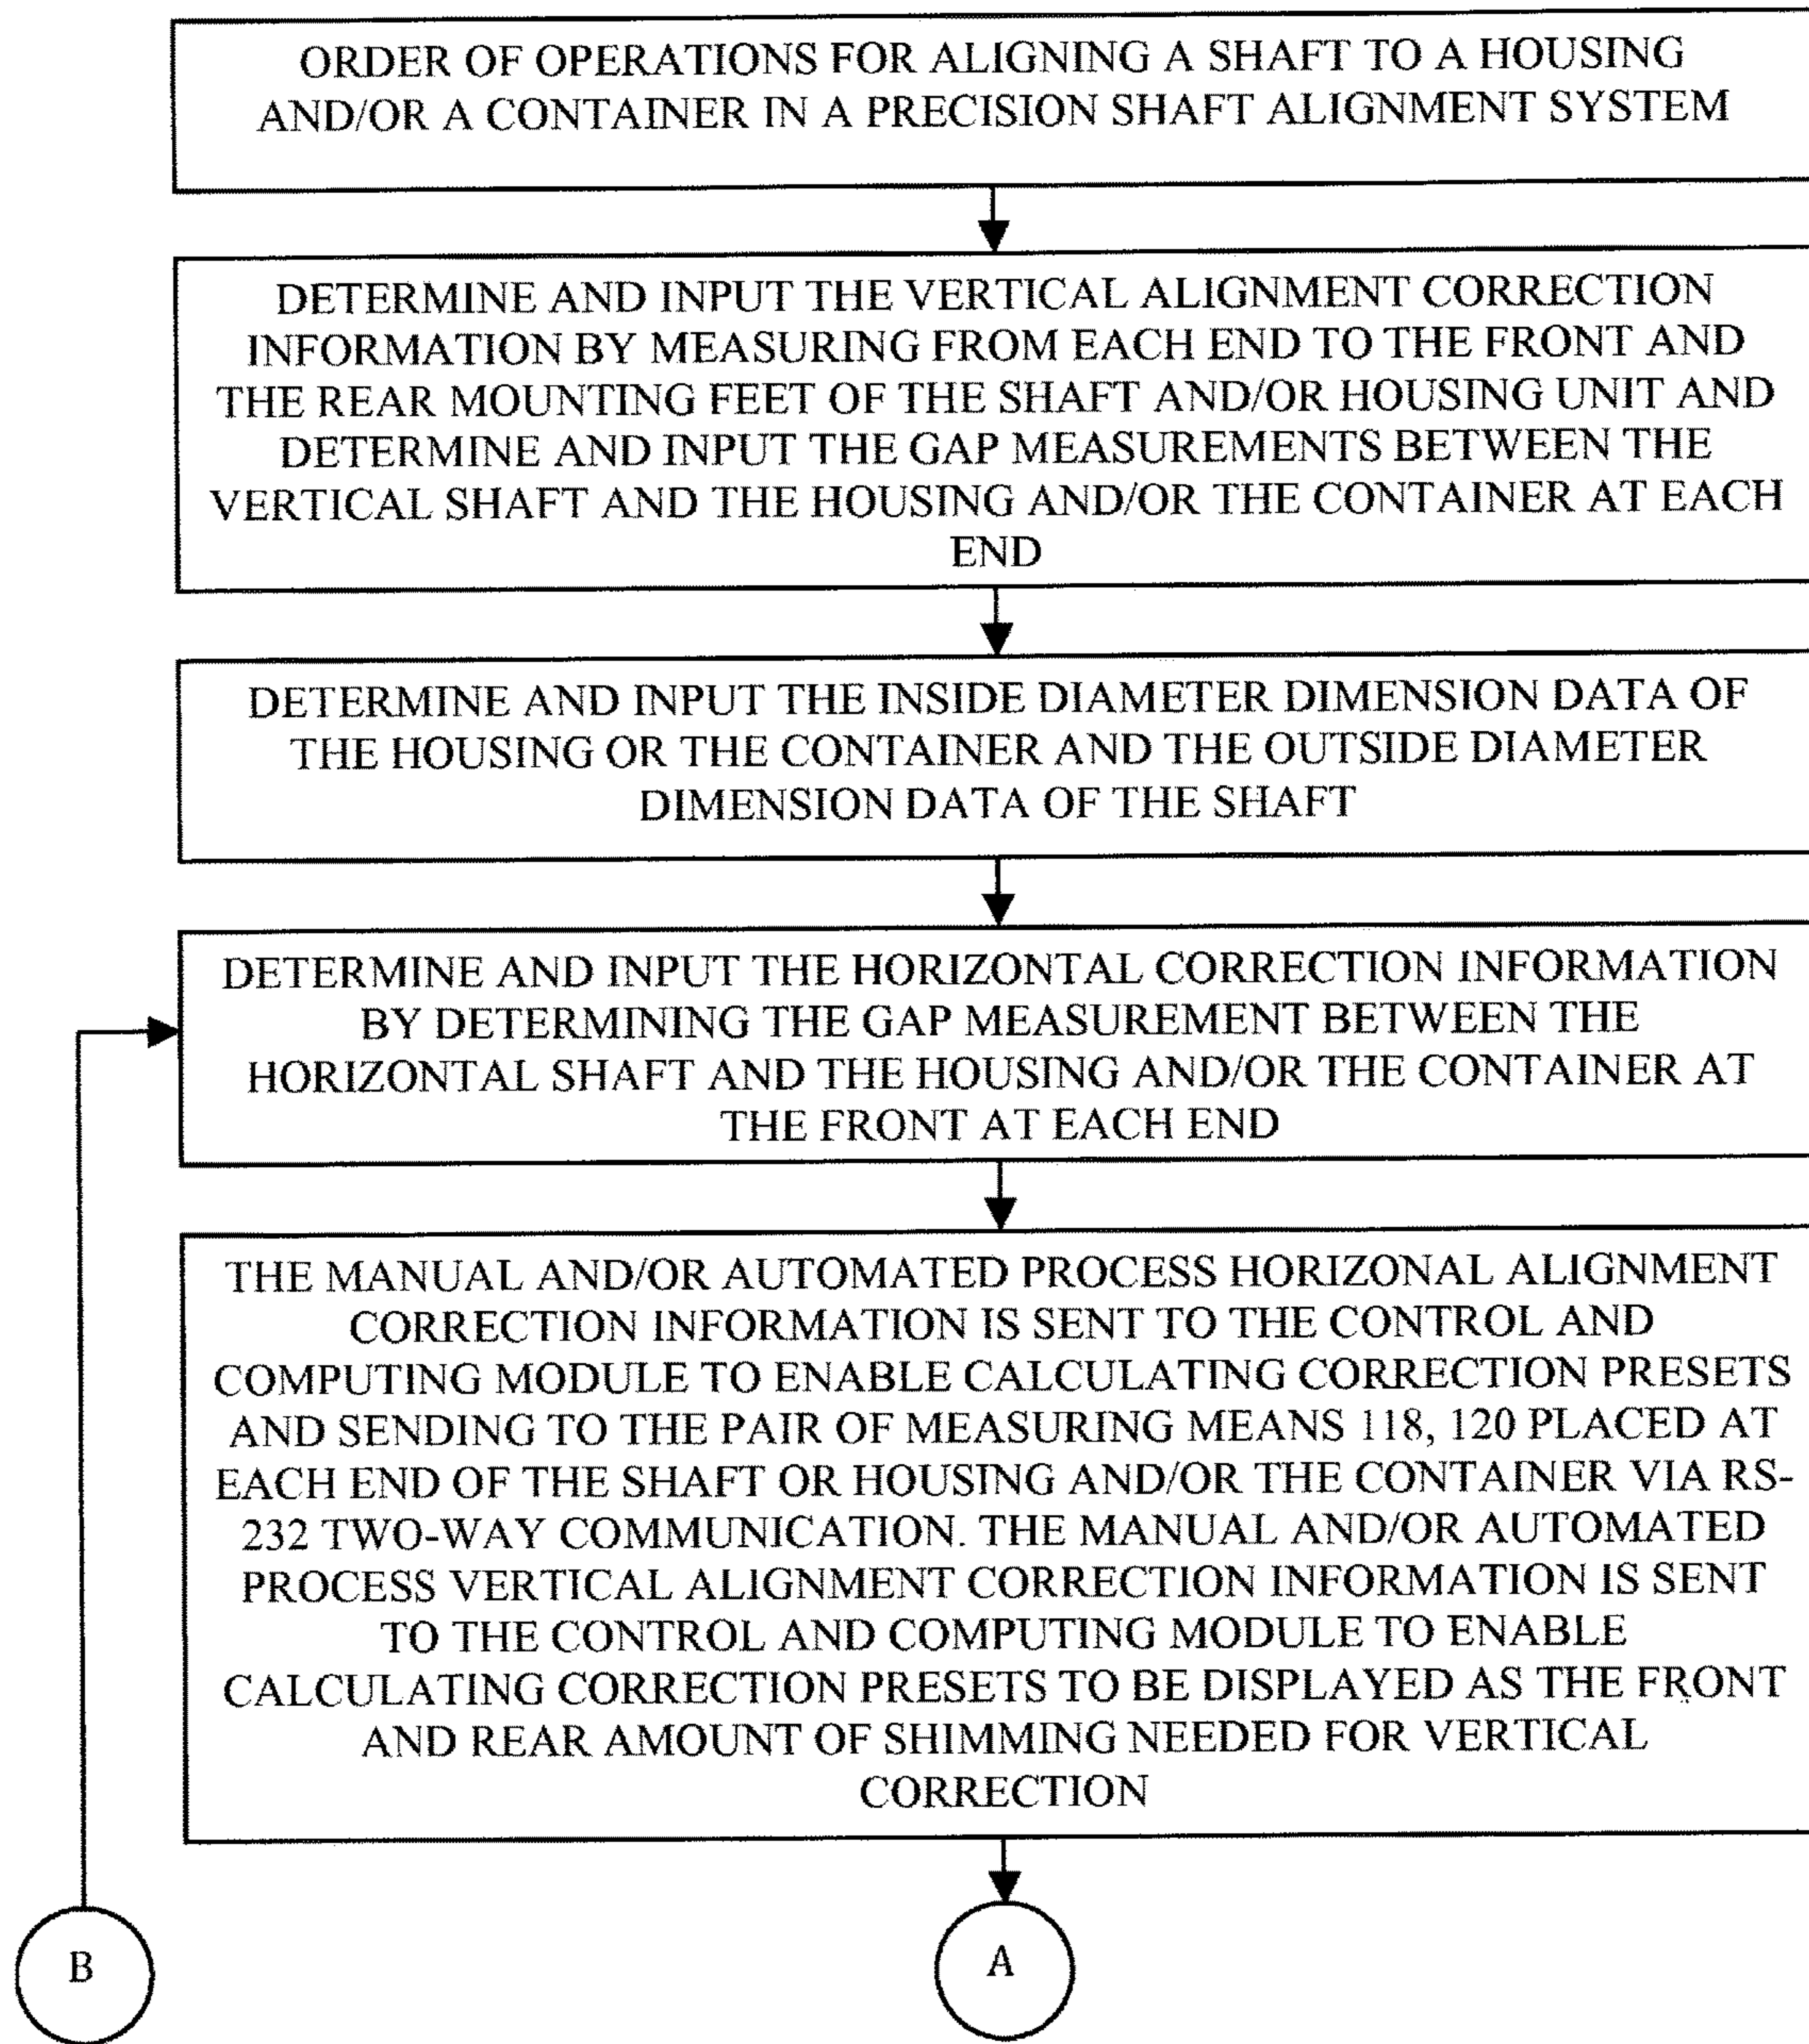 ORDER OF OPERATIONS FOR ALIGNING A SHAFT TO A HOUSING
AND/OR A CONTAINER IN A PRECISION SHAFT ALIGNMENT SYSTEM
DETERMINE AND INPUT THE VERTICAL ALIGNMENT CORRECTION
INFORMATION BY MEASURING FROM EACH END TO THE FRONT AND
THE REAR MOUNTING FEET OF THE SHAFT AND/OR HOUSING UNIT AND
DETERMINE AND INPUT THE GAP MEASUREMENTS BETWEEN THE
VERTICAL SHAFT AND THE HOUSING AND/OR THE CONTAINER AT EACH
END
DETERMINE AND INPUT THE INSIDE DIAMETER DIMENSION DATA OF
THE HOUSING OR THE CONTAINER AND THE OUTSIDE DIAMETER
DIMENSION DATA OF THE SHAFT
DETERMINE AND INPUT THE HORIZONTAL CORRECTION INFORMATION
BY DETERMINING THE GAP MEASUREMENT BETWEEN THE
HORIZONTAL SHAFT AND THE HOUSING AND/OR THE CONTAINER AT
THE FRONT AT EACH END
THE MANUAL AND/OR AUTOMATED PROCESS HORIZONAL ALIGNMENT
CORRECTION INFORMATION IS SENT TO THE CONTROL AND
COMPUTING MODULE TO ENABLE CALCULATING CORRECTION PRESETS
AND SENDING TO THE PAIR OF MEASURING MEANS 118, 120 PLACED AT
EACH END OF THE SHAFT OR HOUSING AND/OR THE CONTAINER VIA RS-
232 TWO-WAY COMMUNICATION. THE MANUAL AND/OR AUTOMATED
PROCESS VERTICAL ALIGNMENT CORRECTION INFORMATION IS SENT
TO THE CONTROL AND COMPUTING MODULE TO ENABLE
CALCULATING CORRECTION PRESETS TO BE DISPLAYED AS THE FRONT
AND REAR AMOUNT OF SHIMMING NEEDED FOR VERTICAL
CORRECTION
B
A